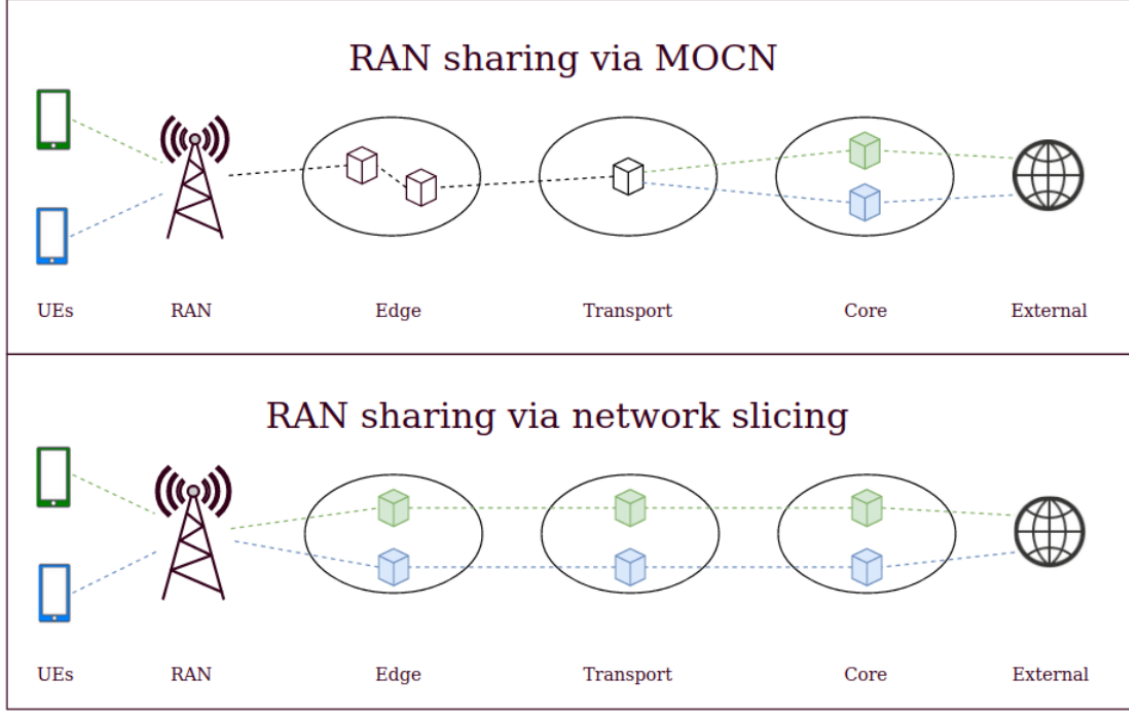 RAN sharing via MOCN
UEs RAN Edge Transport Core External
RAN sharing via network slicing
UEs RAN Edge Transport Core External